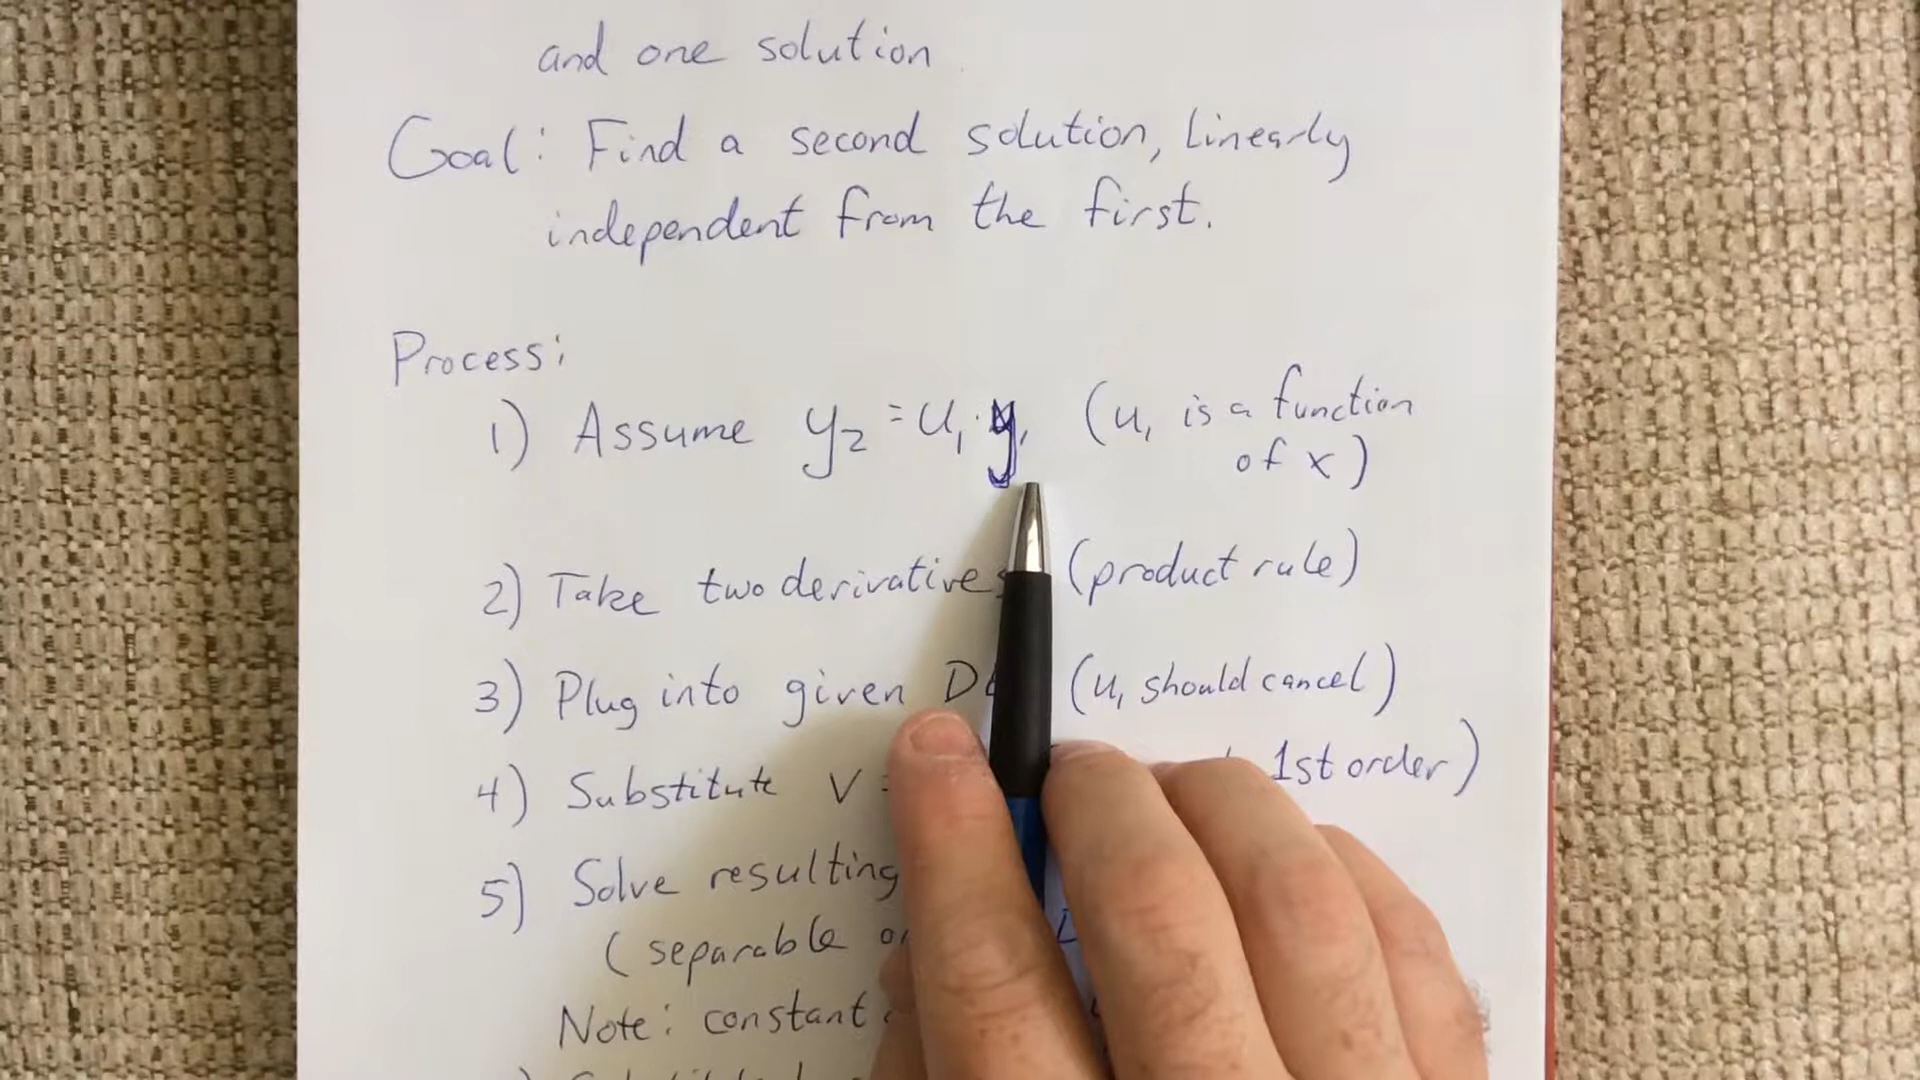 and one solution
Goal: Find a second solution, linearly
independent from the first.
Process:
1) Assume y₂ = u₁ · y₁ (u₁ is a function
of x)
2) Take two derivatives (product rule)
3) Plug into given (u₁ should cancel)
4) Substitute V = 1st order)
5) Solve resulting
(separable
Note: constant